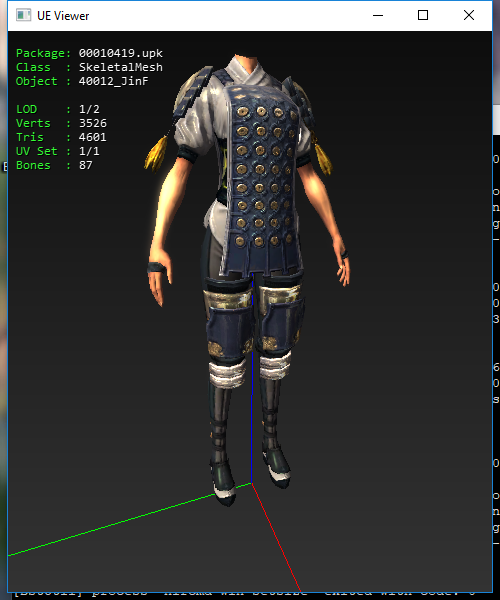 UE Viewer
Package: 00010419.upk
Class : SkeletalMesh
Object : 40012_JinF
LOD : 1/2
Verts : 3526
Tris : 4601
UV Set : 1/1
Bones : 87